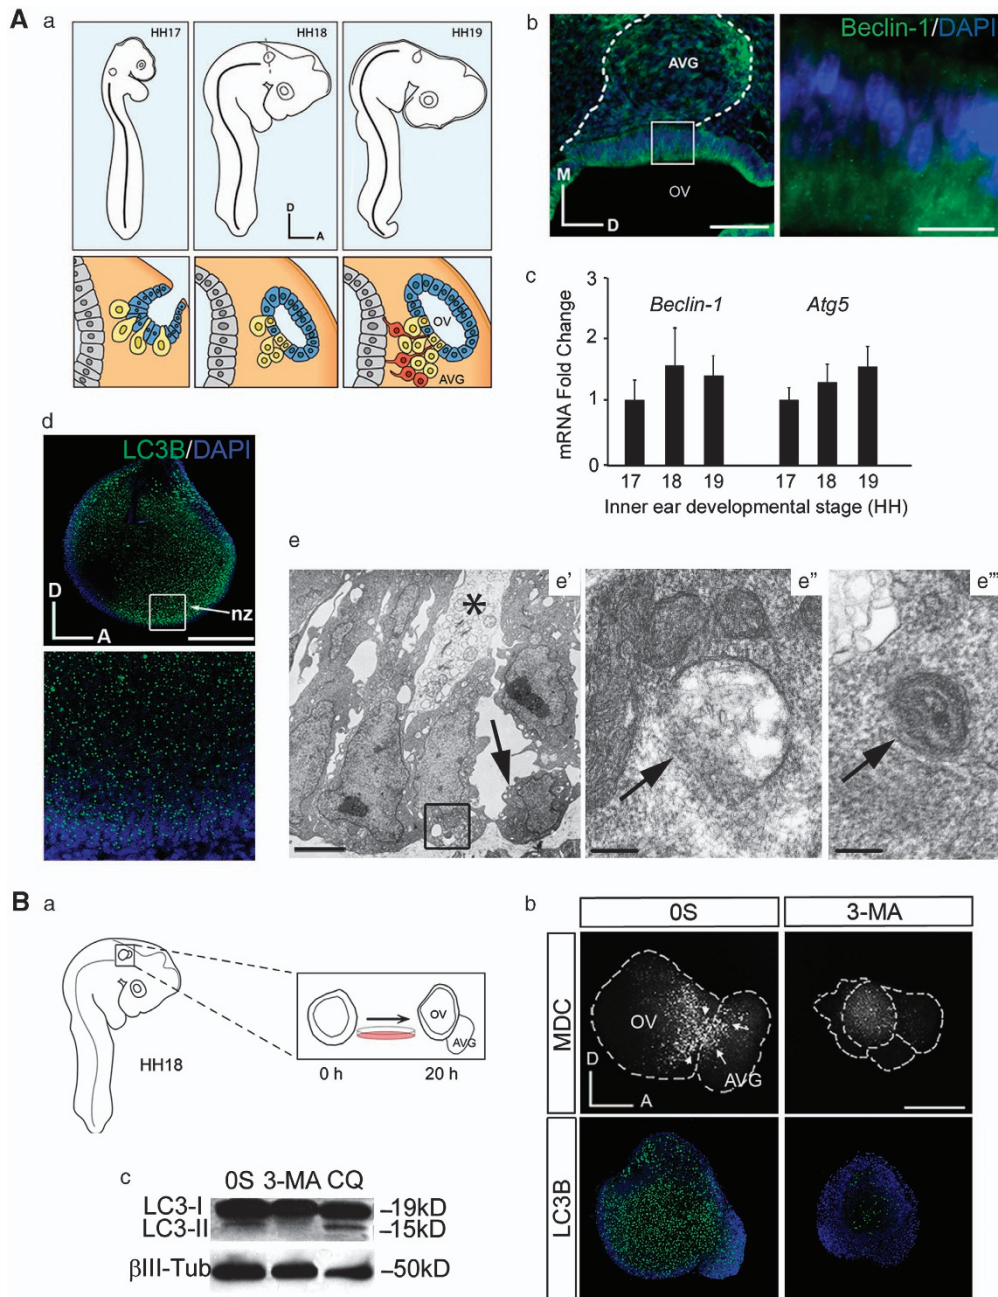 A
a
HH17
HH18
HH19
D
A
OV
AVG
b
Beclin-1/DAPI
AVG
OV
M
D
c
mRNA Fold Change
3
2
1
0
Beclin-1
Atg5
17 18 19 17 18 19
Inner ear developmental stage (HH)
d
LC3B/DAPI
D
A
nz
e
e'
*
e''
e'''
B
a
HH18
OV
AVG
0 h
20 h
b
0S
3-MA
MDC
OV
AVG
D
A
LC3B
c
0S 3-MA CQ
LC3-I
–19kD
LC3-II
–15kD
βIII-Tub
–50kD